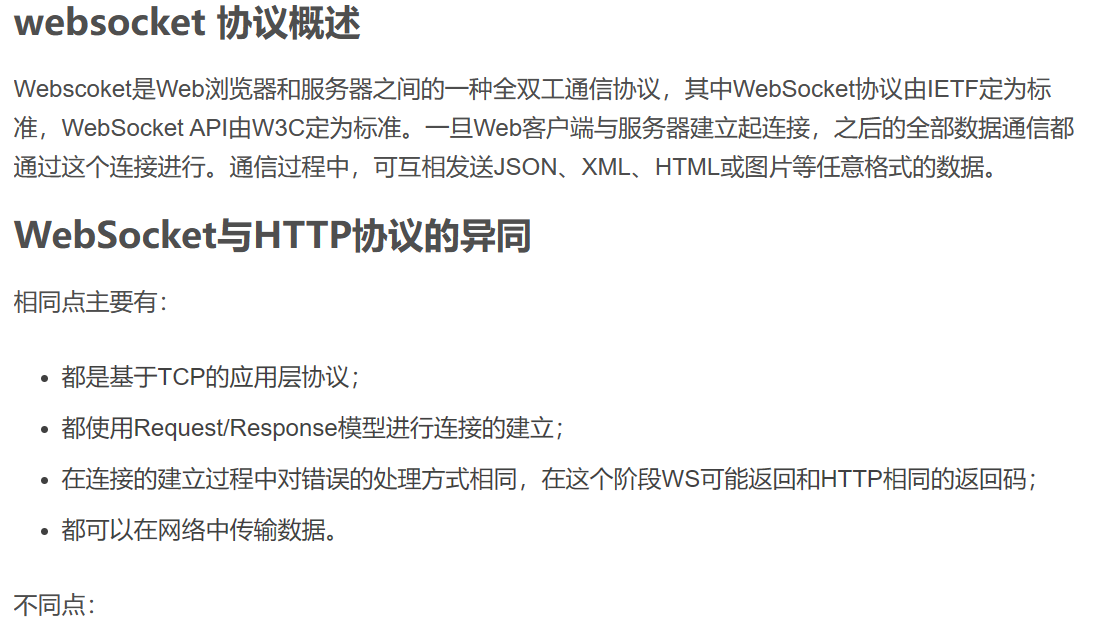 websocket 协议概述
Webscoket是Web浏览器和服务器之间的一种全双工通信协议，其中WebSocket协议由IETF定为标
准，WebSocket API由W3C定为标准。一旦Web客户端与服务器建立起连接，之后的全部数据通信都
通过这个连接进行。通信过程中，可互相发送JSON、XML、HTML或图片等任意格式的数据。
WebSocket与HTTP协议的异同
相同点主要有：
• 都是基于TCP的应用层协议；
• 都使用Request/Response模型进行连接的建立；
• 在连接的建立过程中对错误的处理方式相同，在这个阶段WS可能返回和HTTP相同的返回码；
• 都可以在网络中传输数据。
不同点：